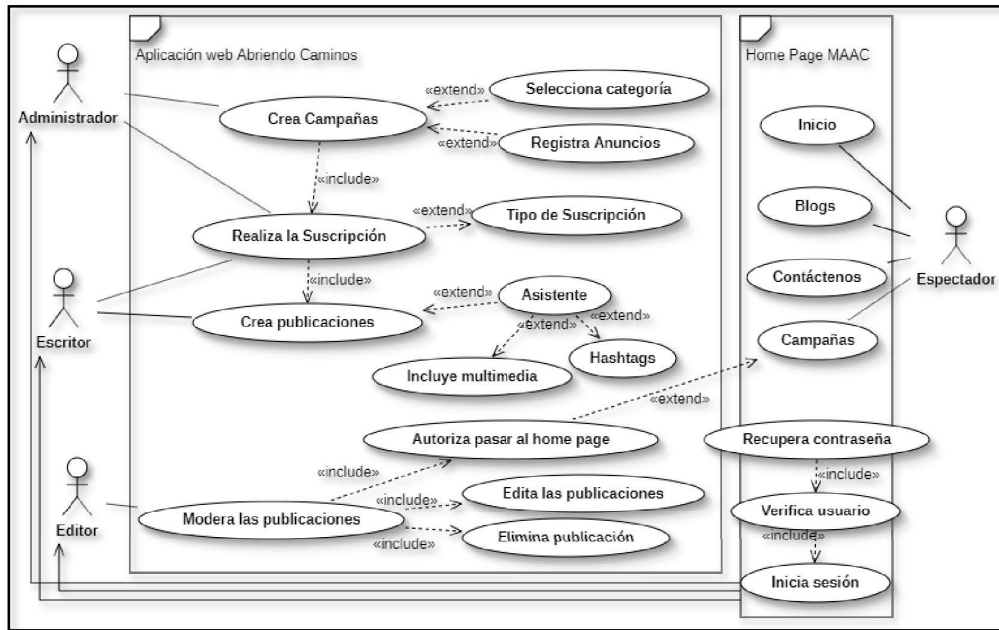 Aplicación web Abriendo Caminos
Home Page MAAC
Administrador
Crea Campañas
«extend»
Selecciona categoría
«extend»
Registra Anuncios
Inicio
«include»
Realiza la Suscripción
«extend»
Tipo de Suscripción
Blogs
Espectador
«include»
Contáctenos
Escritor
Crea publicaciones
«extend»
Asistente
«extend»
«extend»
Hashtags
Incluye multimedia
Campañas
«extend»
Autoriza pasar al home page
Recupera contraseña
«include»
«include»
Editor
Modera las publicaciones
«include»
Edita las publicaciones
Verifica usuario
«include»
Elimina publicación
«include»
Inicia sesión